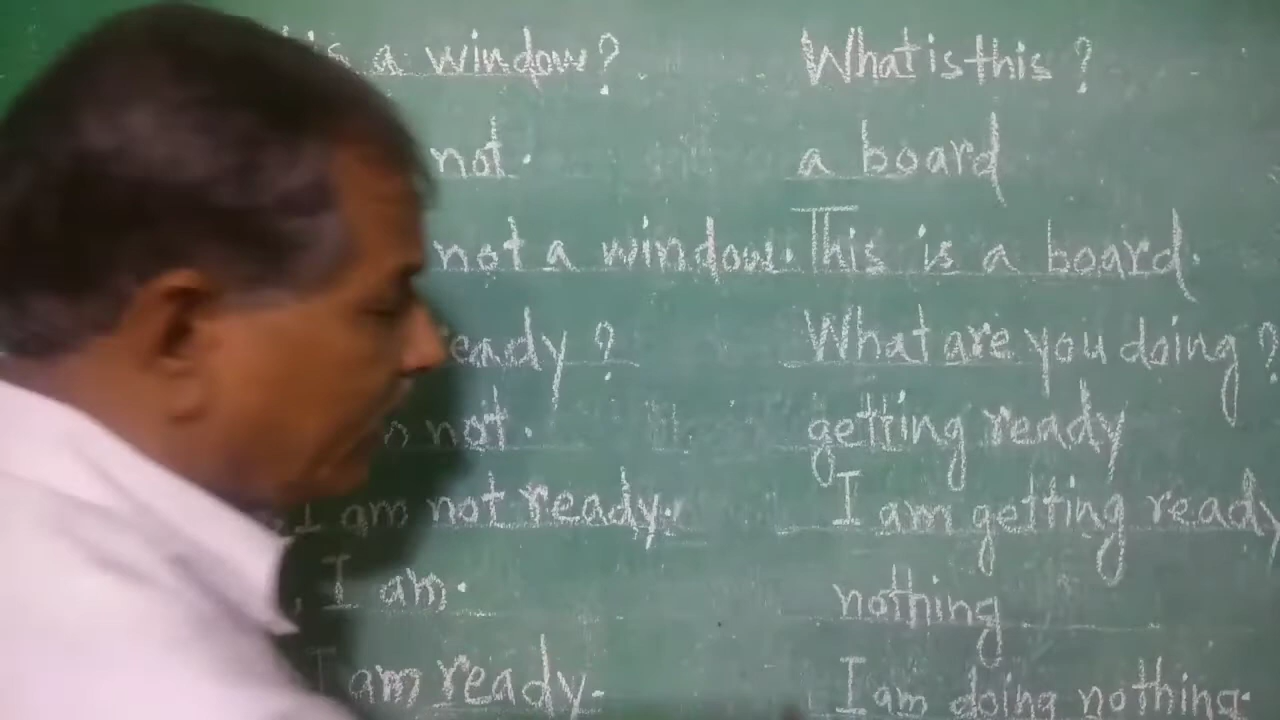 is a window?
not.
not a window.
ready?
not.
I am not ready.
, I am.
I am ready.
What is this ?
a board
This is a board.
What are you doing ?
getting ready
I am getting ready
nothing
I am doing nothing.